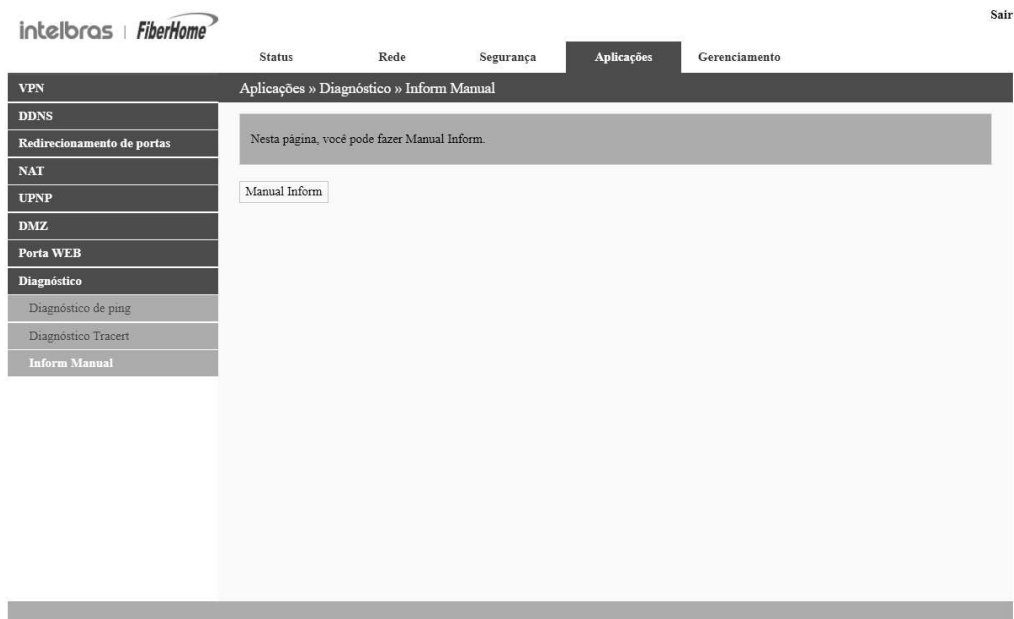 Sair
intelbras | FiberHome
Status Rede Segurança Aplicações Gerenciamento
VPN
DDNS
Redirecionamento de portas
NAT
UPNP
DMZ
Porta WEB
Diagnóstico
Diagnóstico de ping
Diagnóstico Tracert
Inform Manual
Aplicações » Diagnóstico » Inform Manual
Nesta página, você pode fazer Manual Inform.
Manual Inform